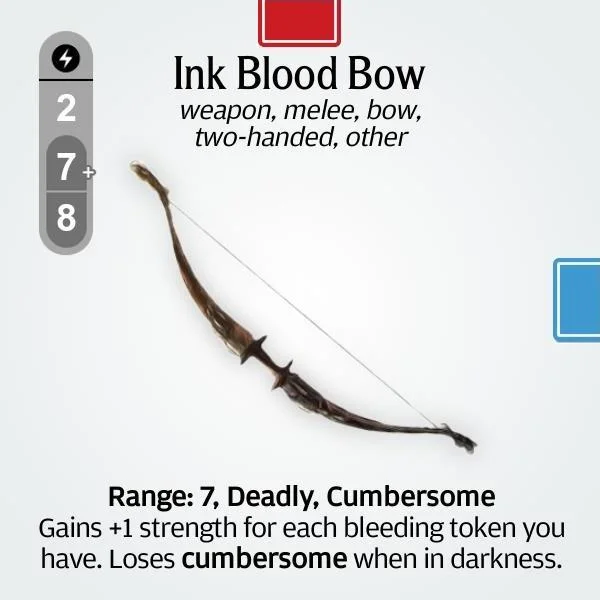 Ink Blood Bow
weapon, melee, bow,
two-handed, other
2
7+
8
Range: 7, Deadly, Cumbersome
Gains +1 strength for each bleeding token you
have. Loses cumbersome when in darkness.